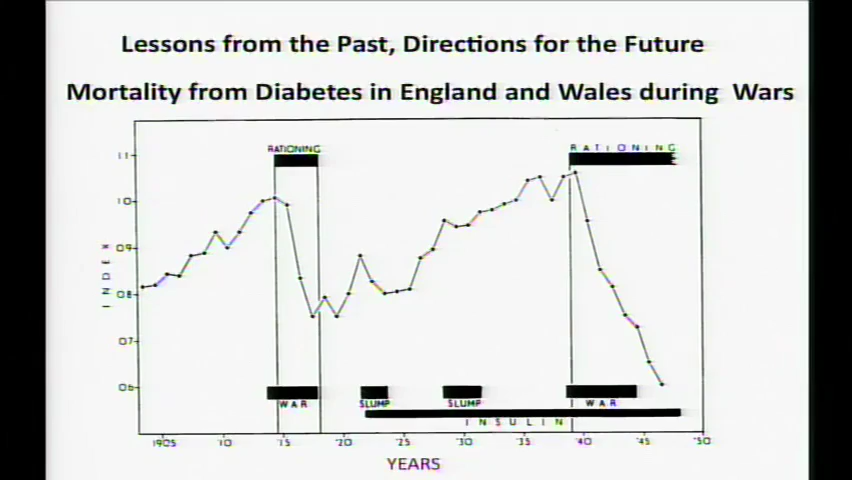 Lessons from the Past, Directions for the Future
Mortality from Diabetes in England and Wales during Wars
RATIONING
RATIONING
1·1
1·0
0·9
0·8
0·7
0·6
INDEX
WAR
SLUMP
SLUMP
WAR
INSULIN
1905
'10
'15
'20
'25
'30
'35
'40
'45
'50
YEARS